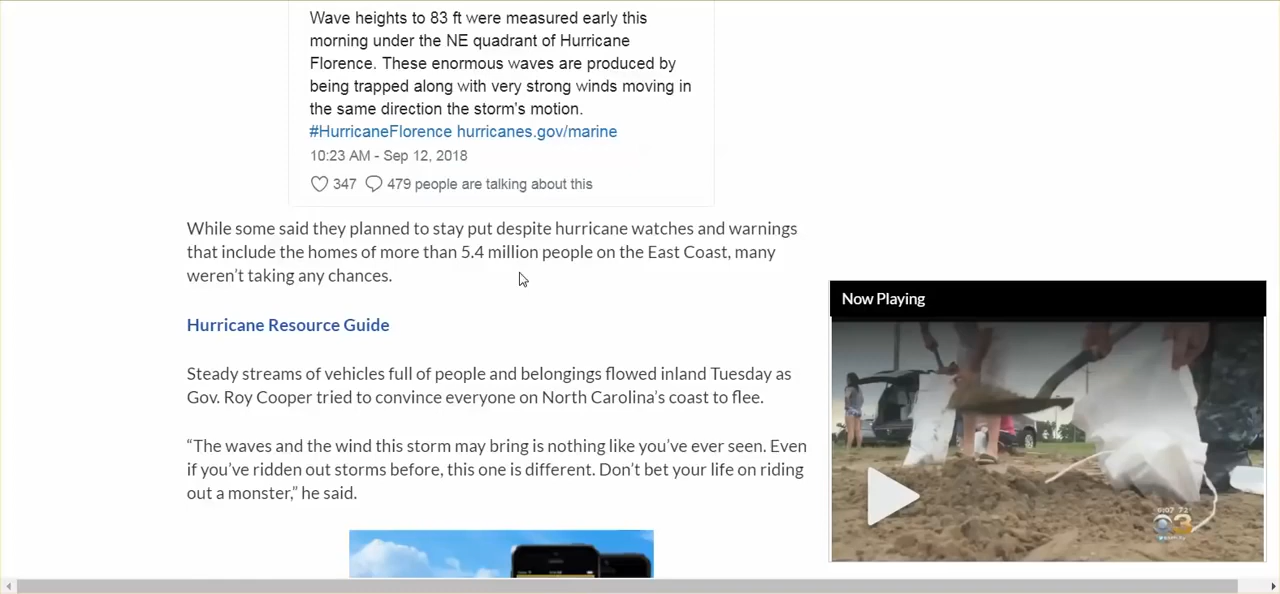 Wave heights to 83 ft were measured early this
morning under the NE quadrant of Hurricane
Florence. These enormous waves are produced by
being trapped along with very strong winds moving in
the same direction the storm's motion.
#HurricaneFlorence hurricanes.gov/marine
10:23 AM - Sep 12, 2018
347 479 people are talking about this
While some said they planned to stay put despite hurricane watches and warnings
that include the homes of more than 5.4 million people on the East Coast, many
weren’t taking any chances.
Now Playing
Hurricane Resource Guide
Steady streams of vehicles full of people and belongings flowed inland Tuesday as
Gov. Roy Cooper tried to convince everyone on North Carolina’s coast to flee.
“The waves and the wind this storm may bring is nothing like you’ve ever seen. Even
if you’ve ridden out storms before, this one is different. Don’t bet your life on riding
out a monster,” he said.
3